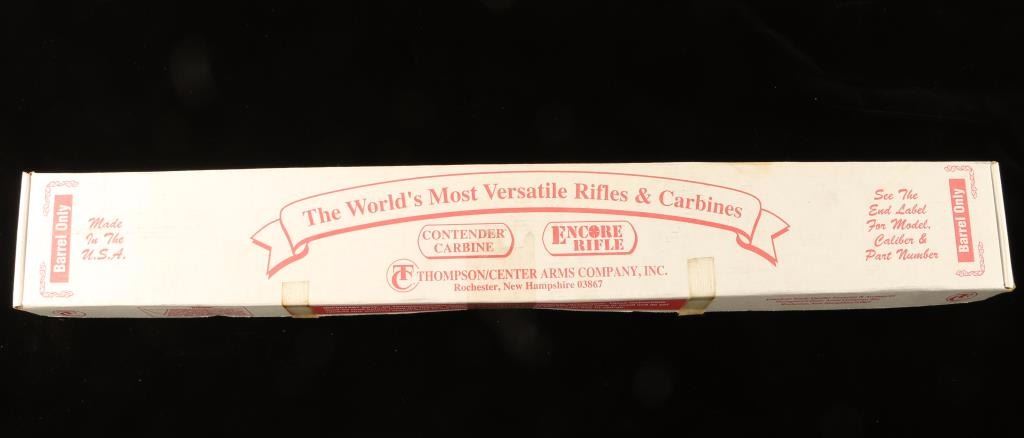 Barrel Only
Made
In The
U.S.A.
The World's Most Versatile Rifles & Carbines
CONTENDER
CARBINE
ENCORE
RIFLE
TC
THOMPSON/CENTER ARMS COMPANY, INC.
Rochester, New Hampshire 03867
See The
End Label
For Model,
Caliber &
Part Number
Barrel Only